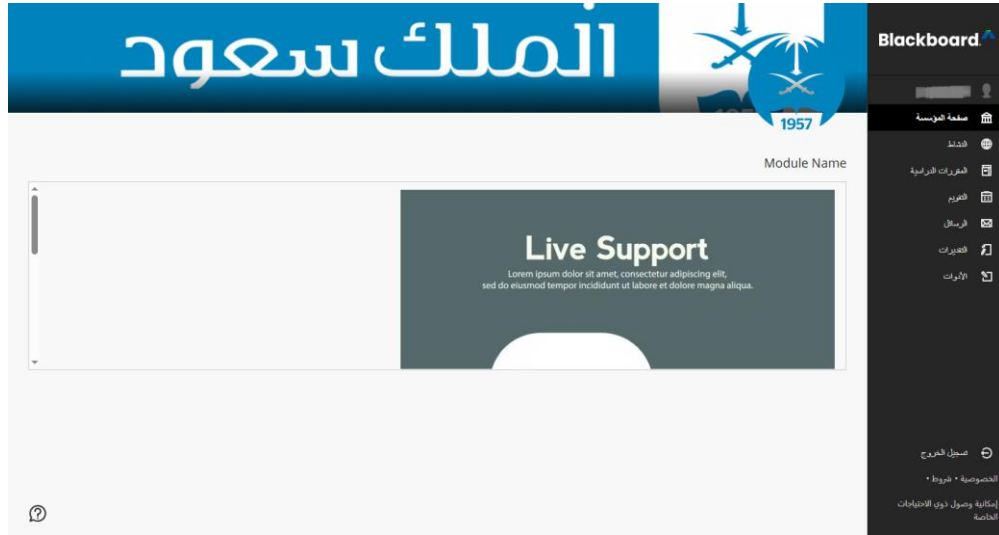 الملك سعود
1957
Blackboard
صفحة المؤسسة
النشاط
المقررات الدراسية
التقويم
الرسائل
التقديرات
الأدوات
Module Name
Live Support
Lorem ipsum dolor sit amet, consectetur adipiscing elit,
sed do eiusmod tempor incididunt ut labore et dolore magna aliqua.
تسجيل الخروج
الخصوصية • شروط •
إمكانية وصول ذوي الاحتياجات
الخاصة